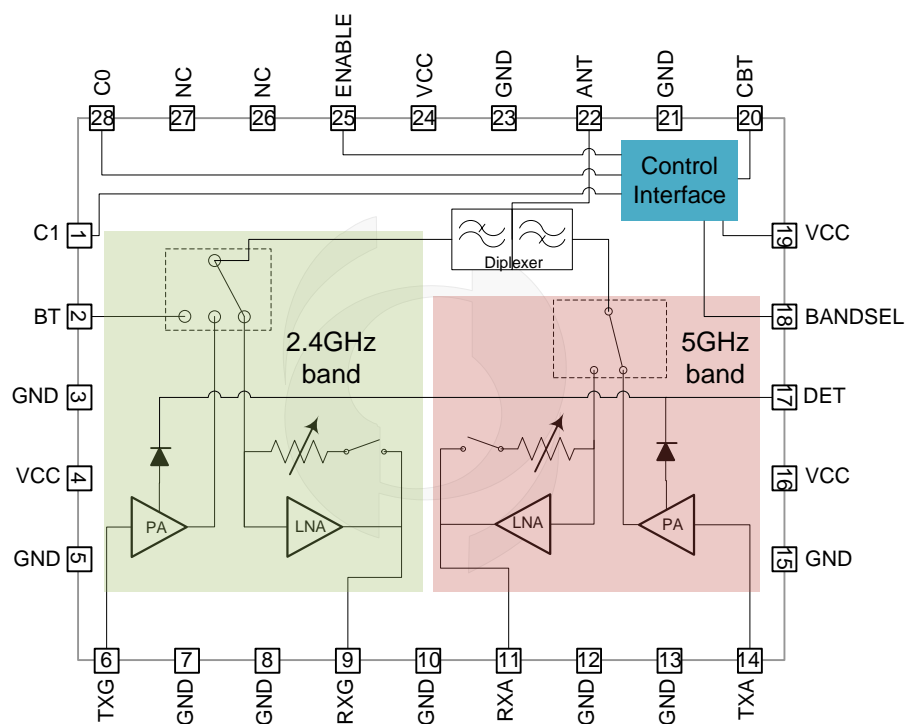 C0
NC
NC
ENABLE
VCC
GND
ANT
GND
CBT
28
27
26
25
24
23
22
21
20
Control
Interface
C1
1
19
VCC
Diplexer
BT
2
18
BANDSEL
2.4GHz
band
5GHz
band
GND
3
17
DET
VCC
4
16
VCC
PA
LNA
LNA
PA
GND
5
15
GND
6
7
8
9
10
11
12
13
14
TXG
GND
GND
RXG
GND
RXA
GND
GND
TXA